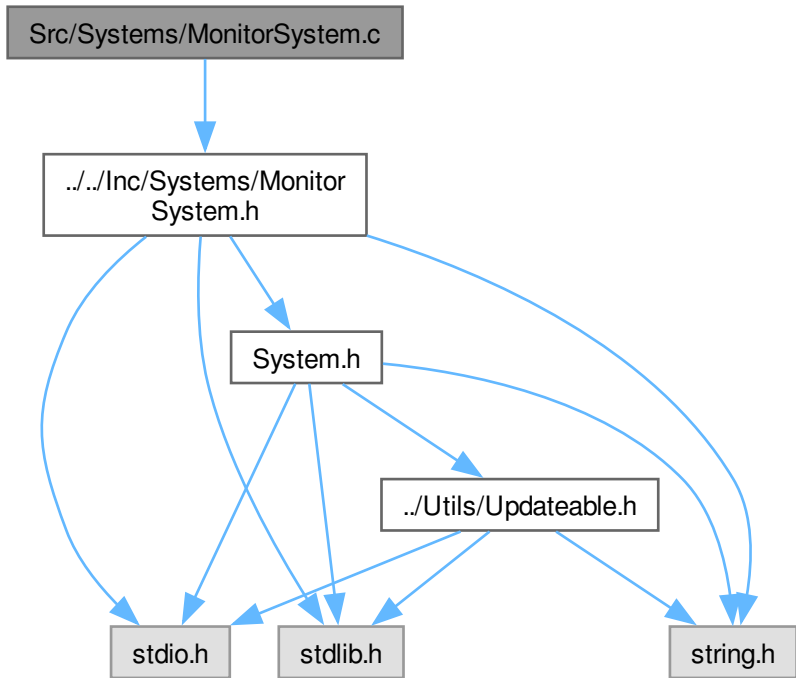 Src/Systems/MonitorSystem.c
../../Inc/Systems/Monitor
System.h
System.h
../Utils/Updateable.h
stdio.h
stdlib.h
string.h